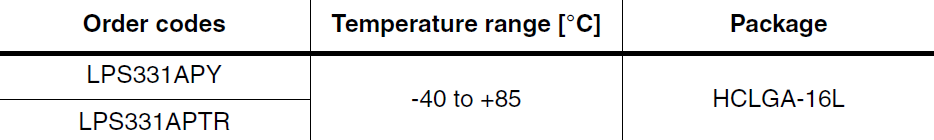 Order codes Temperature range [°C] Package
LPS331APY
-40 to +85 HCLGA-16L
LPS331APTR